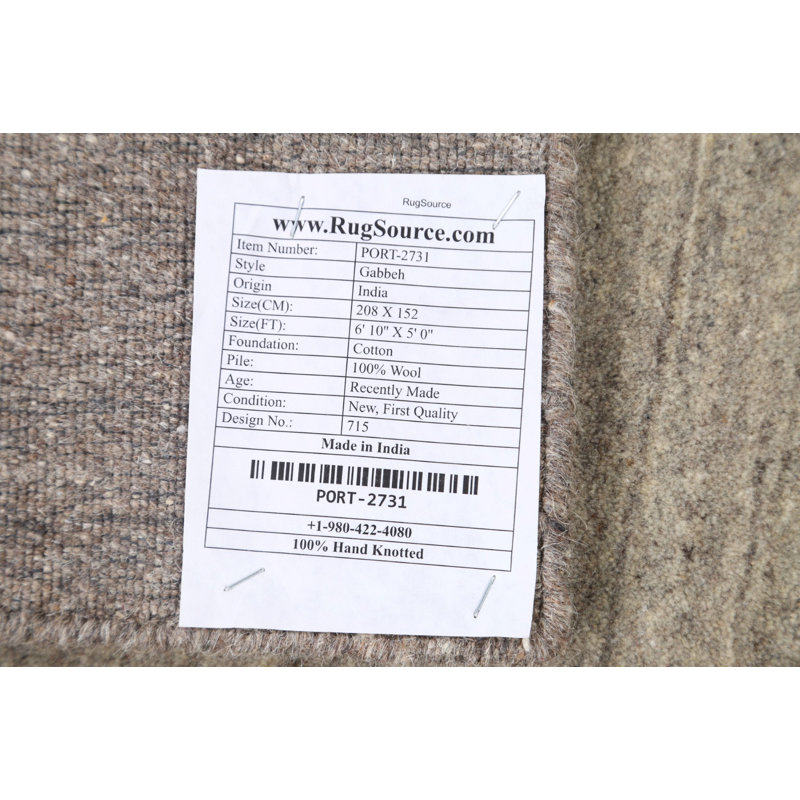 RugSource
www.RugSource.com
Item Number: PORT-2731
Style Gabbeh
Origin India
Size(CM): 208 X 152
Size(FT): 6' 10" X 5' 0"
Foundation: Cotton
Pile: 100% Wool
Age: Recently Made
Condition: New, First Quality
Design No.: 715
Made in India
PORT-2731
+1-980-422-4080
100% Hand Knotted